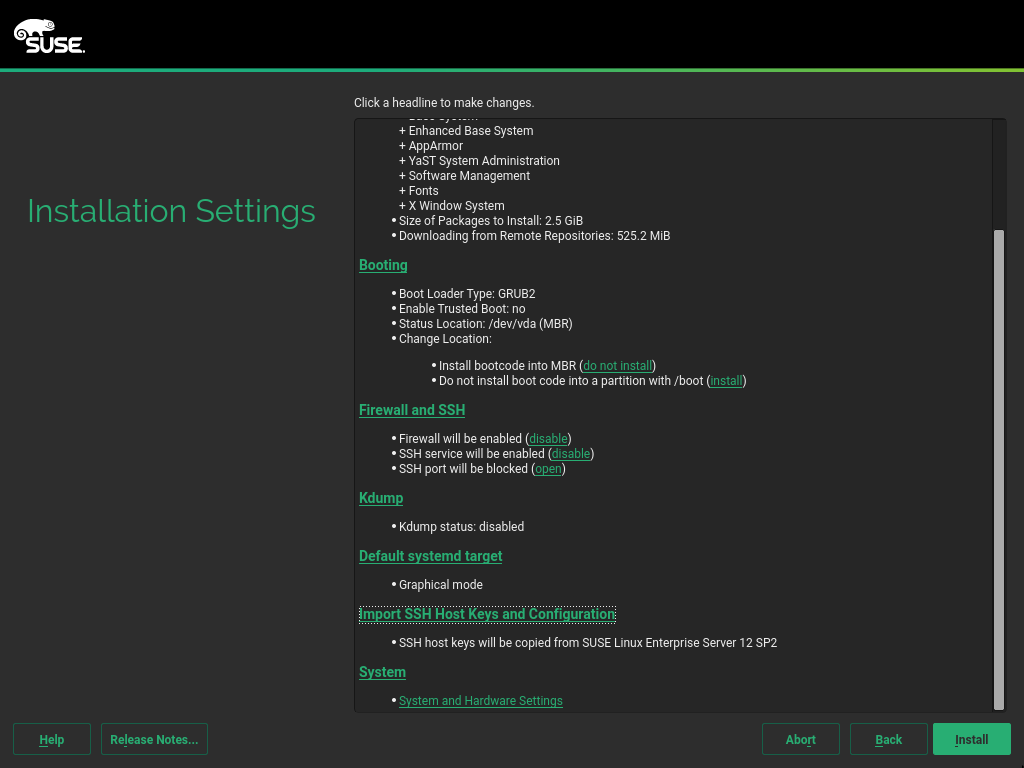 SUSE.
Click a headline to make changes.
Installation Settings
+ Enhanced Base System
+ AppArmor
+ YaST System Administration
+ Software Management
+ Fonts
+ X Window System
• Size of Packages to Install: 2.5 GiB
• Downloading from Remote Repositories: 525.2 MiB
Booting
• Boot Loader Type: GRUB2
• Enable Trusted Boot: no
• Status Location: /dev/vda (MBR)
• Change Location:
• Install bootcode into MBR (do not install)
• Do not install boot code into a partition with /boot (install)
Firewall and SSH
• Firewall will be enabled (disable)
• SSH service will be enabled (disable)
• SSH port will be blocked (open)
Kdump
• Kdump status: disabled
Default systemd target
• Graphical mode
Import SSH Host Keys and Configuration
• SSH host keys will be copied from SUSE Linux Enterprise Server 12 SP2
System
• System and Hardware Settings
Help
Release Notes...
Abort
Back
Install